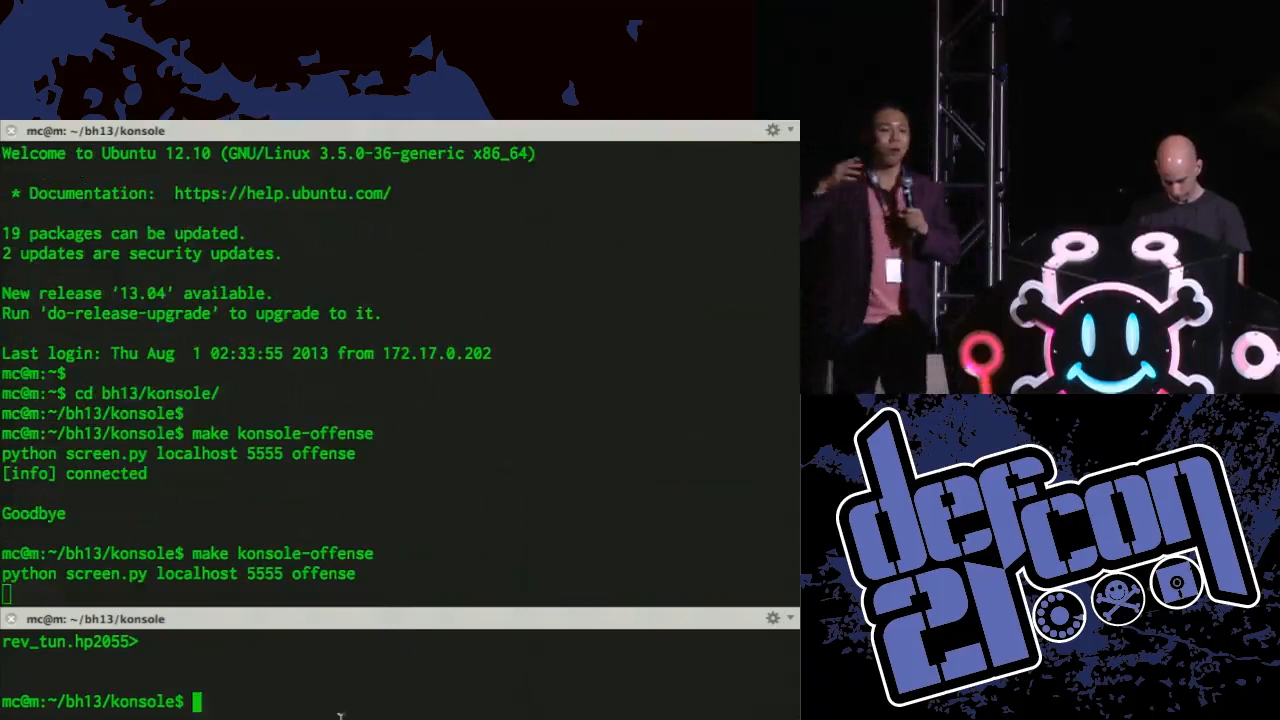 mc@m: ~/bh13/konsole
Welcome to Ubuntu 12.10 (GNU/Linux 3.5.0-36-generic x86_64)
* Documentation:  https://help.ubuntu.com/
19 packages can be updated.
2 updates are security updates.
New release '13.04' available.
Run 'do-release-upgrade' to upgrade to it.
Last login: Thu Aug  1 02:33:55 2013 from 172.17.0.202
mc@m:~$
mc@m:~$ cd bh13/konsole/
mc@m:~/bh13/konsole$
mc@m:~/bh13/konsole$ make konsole-offense
python screen.py localhost 5555 offense
[info] connected
Goodbye
mc@m:~/bh13/konsole$ make konsole-offense
python screen.py localhost 5555 offense
mc@m: ~/bh13/konsole
rev_tun.hp2055>
mc@m:~/bh13/konsole$
defcon
21